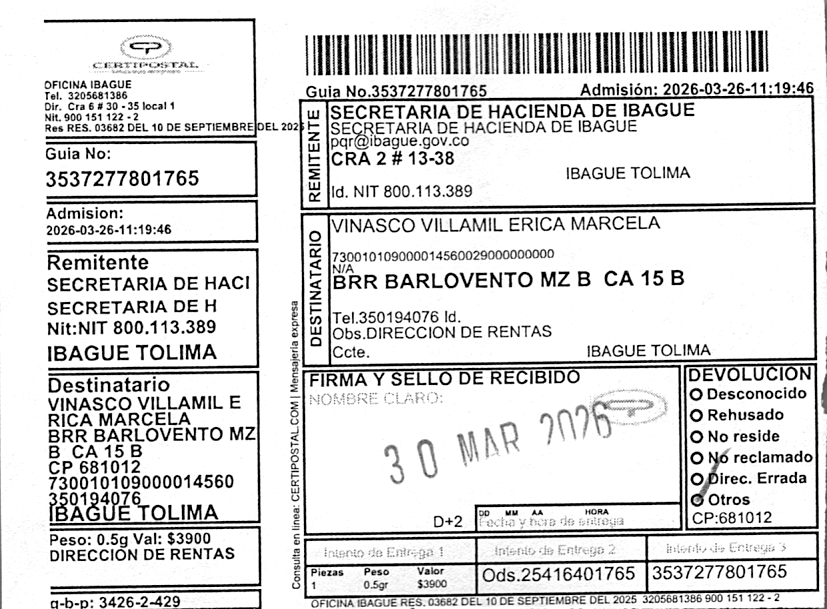 CERTIPOSTAL
OFICINA IBAGUE
Tel. 3205681386
Dir. Cra 6 # 30 - 35 local 1
Nit. 900 151 122 - 2
Res RES. 03682 DEL 10 DE SEPTIEMBRE DEL 2025
Guia No:
3537277801765
Admision:
2026-03-26-11:19:46
Remitente
SECRETARIA DE HACI
SECRETARIA DE H
Nit:NIT 800.113.389
IBAGUE TOLIMA
Destinatario
VINASCO VILLAMIL E
RICA MARCELA
BRR BARLOVENTO MZ
B CA 15 B
CP 681012
730010109000014560
350194076
IBAGUE TOLIMA
Peso: 0.5g Val: $3900
DIRECCIÓN DE RENTAS
g-b-p: 3426-2-429
Consulta en linea: CERTIPOSTAL.COM | Mensajeria expresa
Guia No.3537277801765 Admisión: 2026-03-26-11:19:46
REMITENTE
SECRETARIA DE HACIENDA DE IBAGUE
SECRETARIA DE HACIENDA DE IBAGUE
pqr@ibague.gov.co
CRA 2 # 13-38
IBAGUE TOLIMA
Id. NIT 800.113.389
DESTINATARIO
VINASCO VILLAMIL ERICA MARCELA
730010109000014560029000000000
N/A
BRR BARLOVENTO MZ B CA 15 B
Tel.350194076 Id.
Obs.DIRECCION DE RENTAS
Ccte. IBAGUE TOLIMA
FIRMA Y SELLO DE RECIBIDO
NOMBRE CLARO:
30 MAR 2026
D+2
DD MM AA HORA
Fecha y hora de entrega
DEVOLUCION
Desconocido
Rehusado
No reside
No reclamado
Direc. Errada
Otros
CP:681012
Intento de Entrega 1 Intento de Entrega 2 Intento de Entrega 3
Piezas Peso Valor
1 0.5gr $3900
Ods.25416401765 3537277801765
OFICINA IBAGUE RES. 03682 DEL 10 DE SEPTIEMBRE DEL 2025 3205681386 900 151 122 - 2